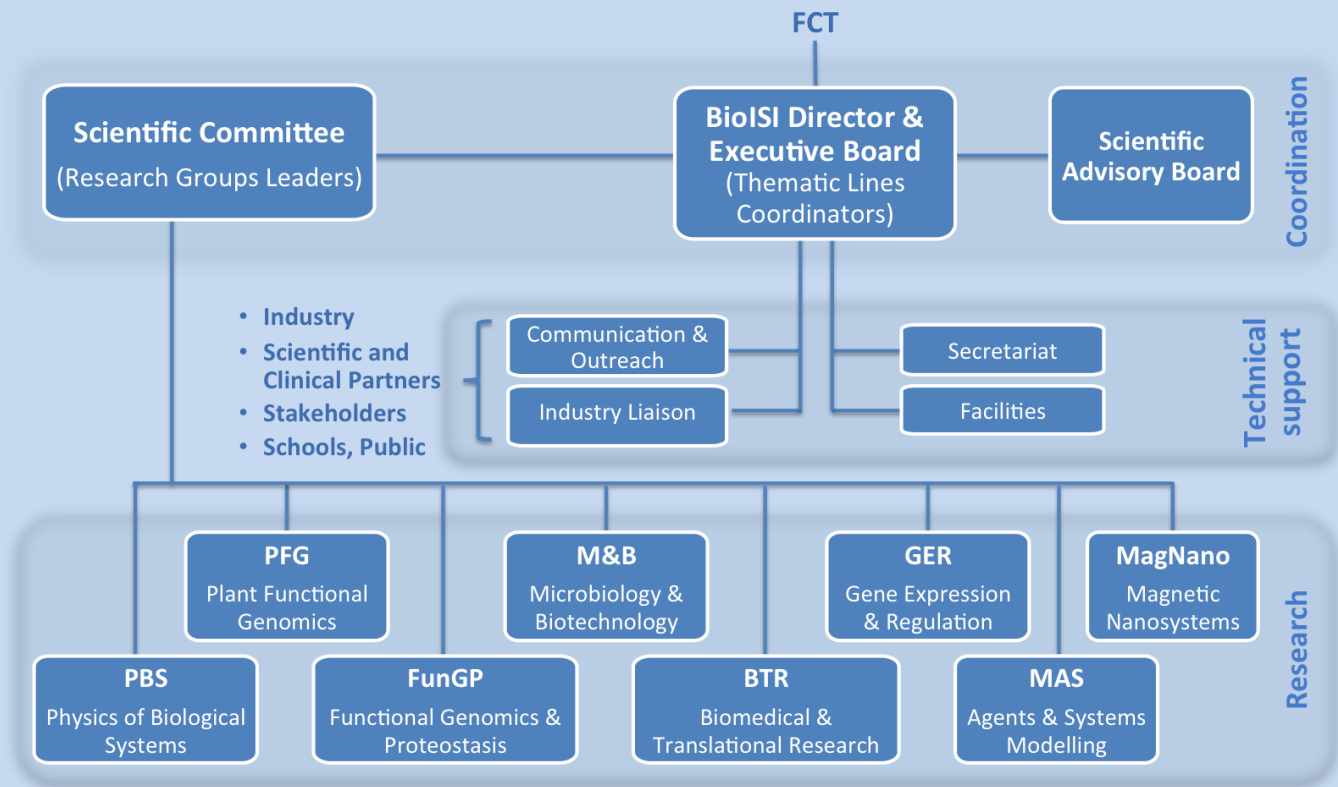 FCT
Scientific Committee
(Research Groups Leaders)
BioISI Director &
Executive Board
(Thematic Lines
Coordinators)
Scientific
Advisory Board
Coordination
• Industry
• Scientific and
Clinical Partners
• Stakeholders
• Schools, Public
Communication &
Outreach
Industry Liaison
Secretariat
Facilities
Technical
support
PFG
Plant Functional
Genomics
M&B
Microbiology &
Biotechnology
GER
Gene Expression
& Regulation
MagNano
Magnetic
Nanosystems
PBS
Physics of Biological
Systems
FunGP
Functional Genomics &
Proteostasis
BTR
Biomedical &
Translational Research
MAS
Agents & Systems
Modelling
Research